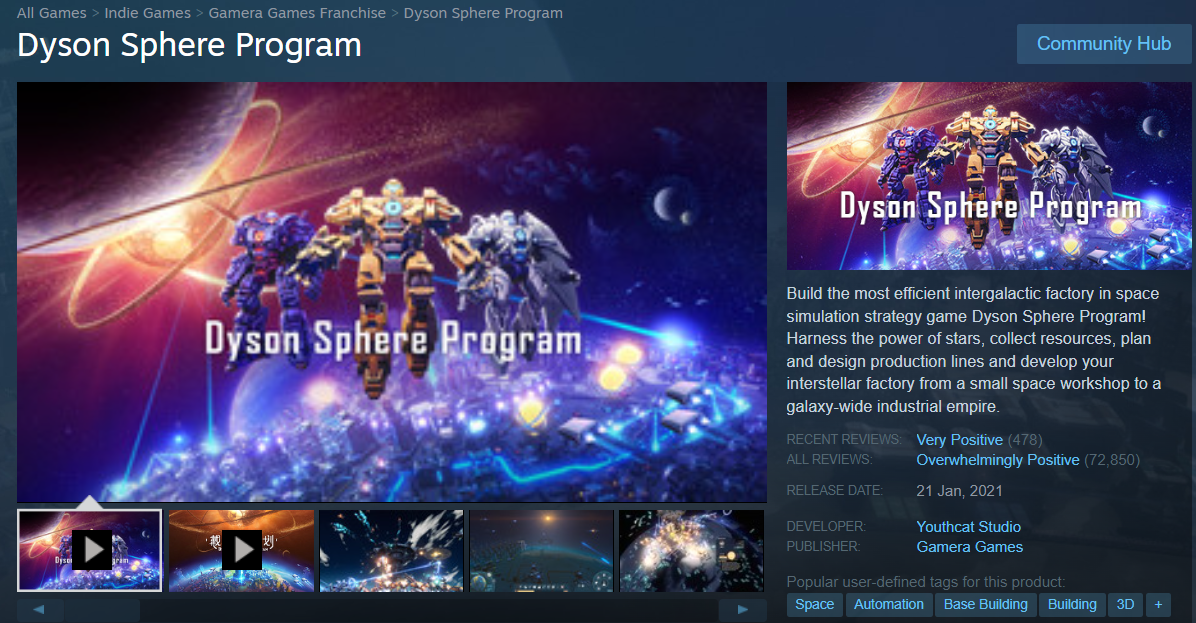 All Games > Indie Games > Gamera Games Franchise > Dyson Sphere Program
Dyson Sphere Program
Community Hub
Dyson Sphere Program
Dyson Sphere Program
Build the most efficient intergalactic factory in space
simulation strategy game Dyson Sphere Program!
Harness the power of stars, collect resources, plan
and design production lines and develop your
interstellar factory from a small space workshop to a
galaxy-wide industrial empire.
RECENT REVIEWS: Very Positive (478)
ALL REVIEWS: Overwhelmingly Positive (72,850)
RELEASE DATE: 21 Jan, 2021
DEVELOPER: Youthcat Studio
PUBLISHER: Gamera Games
Popular user-defined tags for this product:
Space Automation Base Building Building 3D +